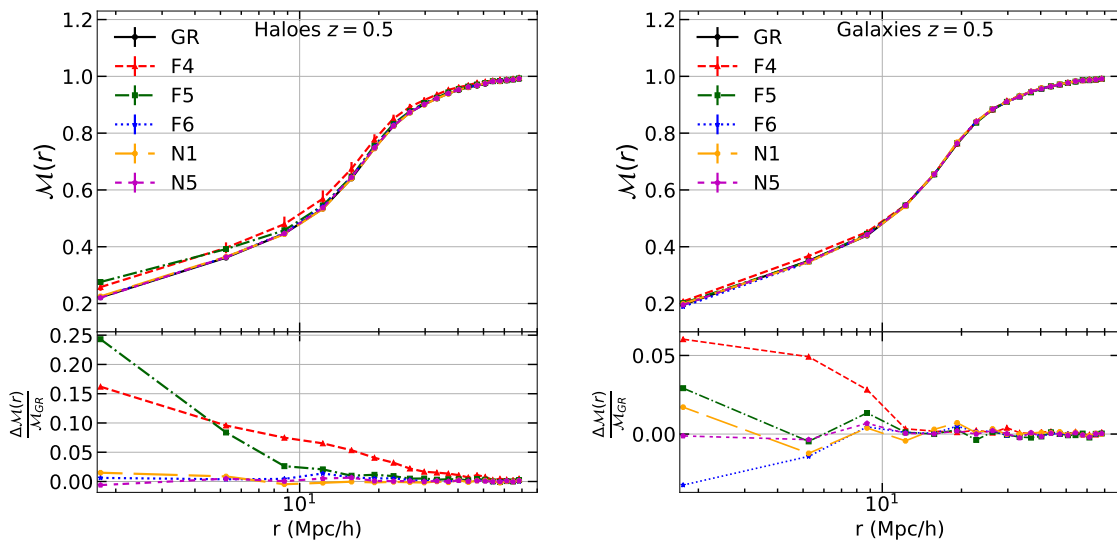 Haloes z = 0.5
GR
F4
F5
F6
N1
N5
1.2
1.0
0.8
0.6
0.4
0.2
ℳ(r)
0.25
0.20
0.15
0.10
0.05
0.00
Δℳ(r)
ℳGR
10¹
r (Mpc/h)
Galaxies z = 0.5
GR
F4
F5
F6
N1
N5
1.2
1.0
0.8
0.6
0.4
0.2
ℳ(r)
0.05
0.00
Δℳ(r)
ℳGR
10¹
r (Mpc/h)